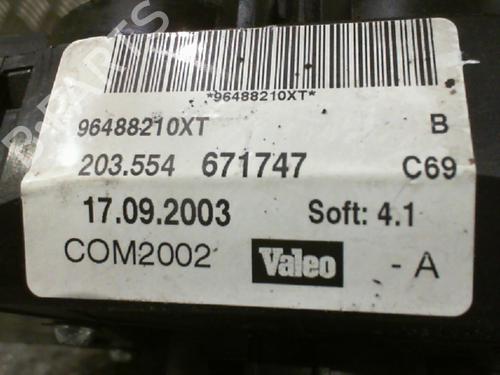 *96488210XT*
96488210XT B
203.554 671747 C69
17.09.2003 Soft: 4.1
COM2002 Valeo - A